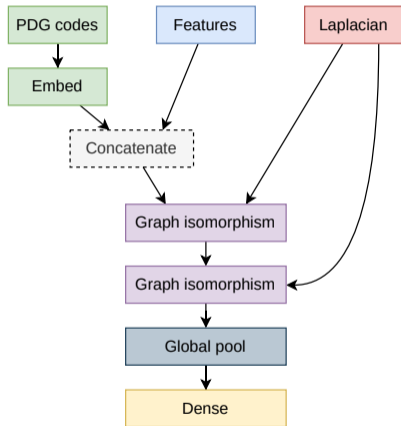 PDG codes
Features
Laplacian
Embed
Concatenate
Graph isomorphism
Graph isomorphism
Global pool
Dense